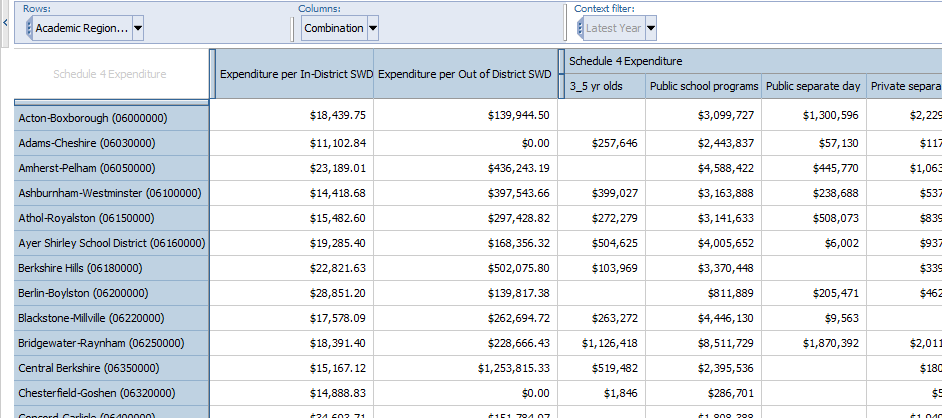 Rows: Columns: Context filter:
Academic Region... Combination Latest Year
Schedule 4 Expenditure Expenditure per In-District SWD Expenditure per Out of District SWD Schedule 4 Expenditure
3_5 yr olds Public school programs Public separate day Private separa
Acton-Boxborough (06000000) $18,439.75 $139,944.50 $3,099,727 $1,300,596 $2,229
Adams-Cheshire (06030000) $11,102.84 $0.00 $257,646 $2,443,837 $57,130 $117
Amherst-Pelham (06050000) $23,189.01 $436,243.19 $4,588,422 $445,770 $1,063
Ashburnham-Westminster (06100000) $14,418.68 $397,543.66 $399,027 $3,163,888 $238,688 $537
Athol-Royalston (06150000) $15,482.60 $297,428.82 $272,279 $3,141,633 $508,073 $839
Ayer Shirley School District (06160000) $19,285.40 $168,356.32 $504,625 $4,005,652 $6,002 $937
Berkshire Hills (06180000) $22,821.63 $502,075.80 $103,969 $3,370,448 $339
Berlin-Boylston (06200000) $28,851.20 $139,817.38 $811,889 $205,471 $462
Blackstone-Millville (06220000) $17,578.09 $262,694.72 $263,272 $4,446,130 $9,563
Bridgewater-Raynham (06250000) $18,391.40 $228,666.43 $1,126,418 $8,511,729 $1,870,392 $2,011
Central Berkshire (06350000) $15,167.12 $1,253,815.33 $519,482 $2,395,536 $180
Chesterfield-Goshen (06320000) $14,888.83 $0.00 $1,846 $286,701 $5